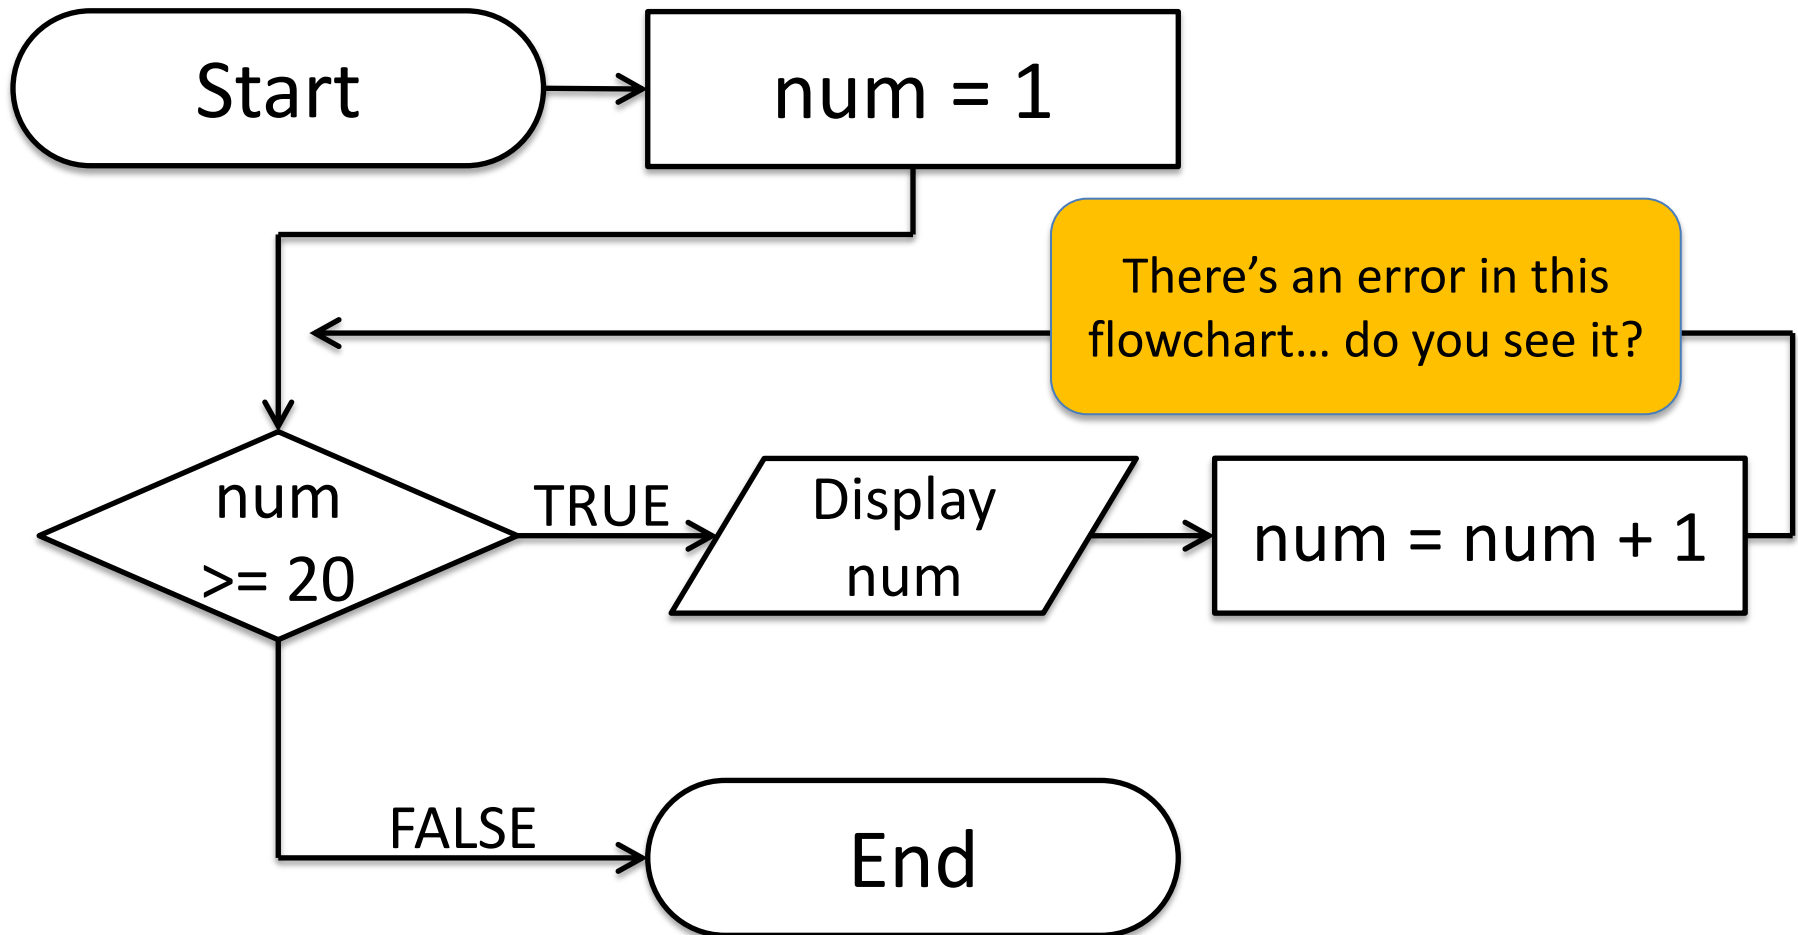 Start
num = 1
There’s an error in this
flowchart... do you see it?
num
>= 20
TRUE
Display
num
num = num + 1
FALSE
End